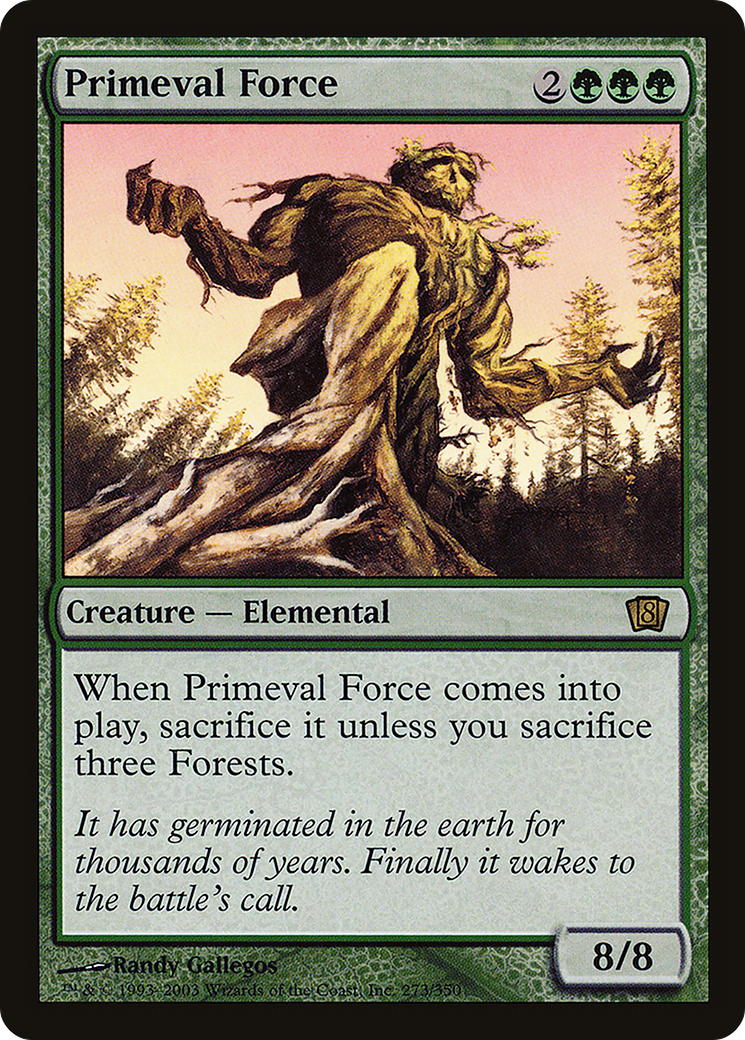 Primeval Force 2
Creature — Elemental 8
When Primeval Force comes into
play, sacrifice it unless you sacrifice
three Forests.
It has germinated in the earth for
thousands of years. Finally it wakes to
the battle's call.
8/8
Randy Gallegos
™ & © 1993–2003 Wizards of the Coast, Inc. 273/350